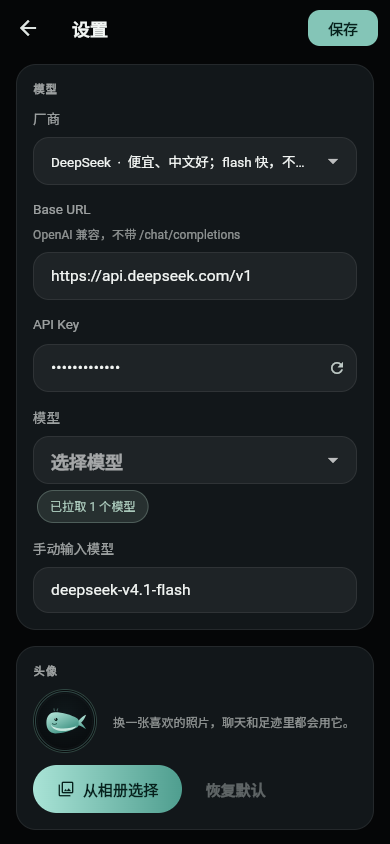 设置
保存
模型
厂商
DeepSeek · 便宜、中文好；flash 快，不…
Base URL
OpenAI 兼容，不带 /chat/completions
https://api.deepseek.com/v1
API Key
•••••••••••••
模型
选择模型
已拉取 1 个模型
手动输入模型
deepseek-v4.1-flash
头像
换一张喜欢的照片，聊天和足迹里都会用它。
从相册选择
恢复默认